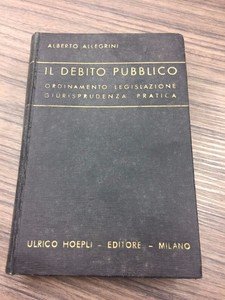 ALBERTO ALLEGRINI
IL DEBITO PUBBLICO
ORDINAMENTO LEGISLAZIONE
GIURISPRUDENZA PRATICA
ULRICO HOEPLI - EDITORE - MILANO